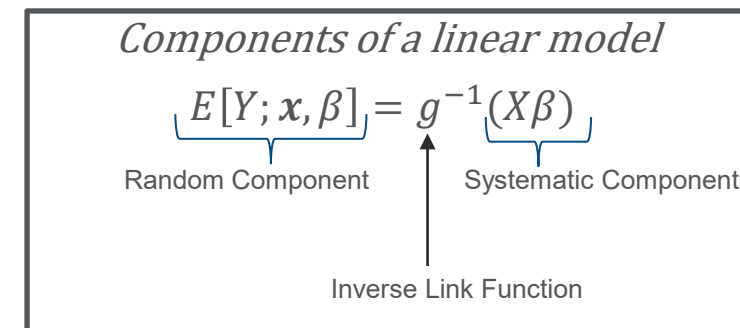 Components of a linear model
E[Y; x, β] = g⁻¹(Xβ)
Random Component Systematic Component
Inverse Link Function